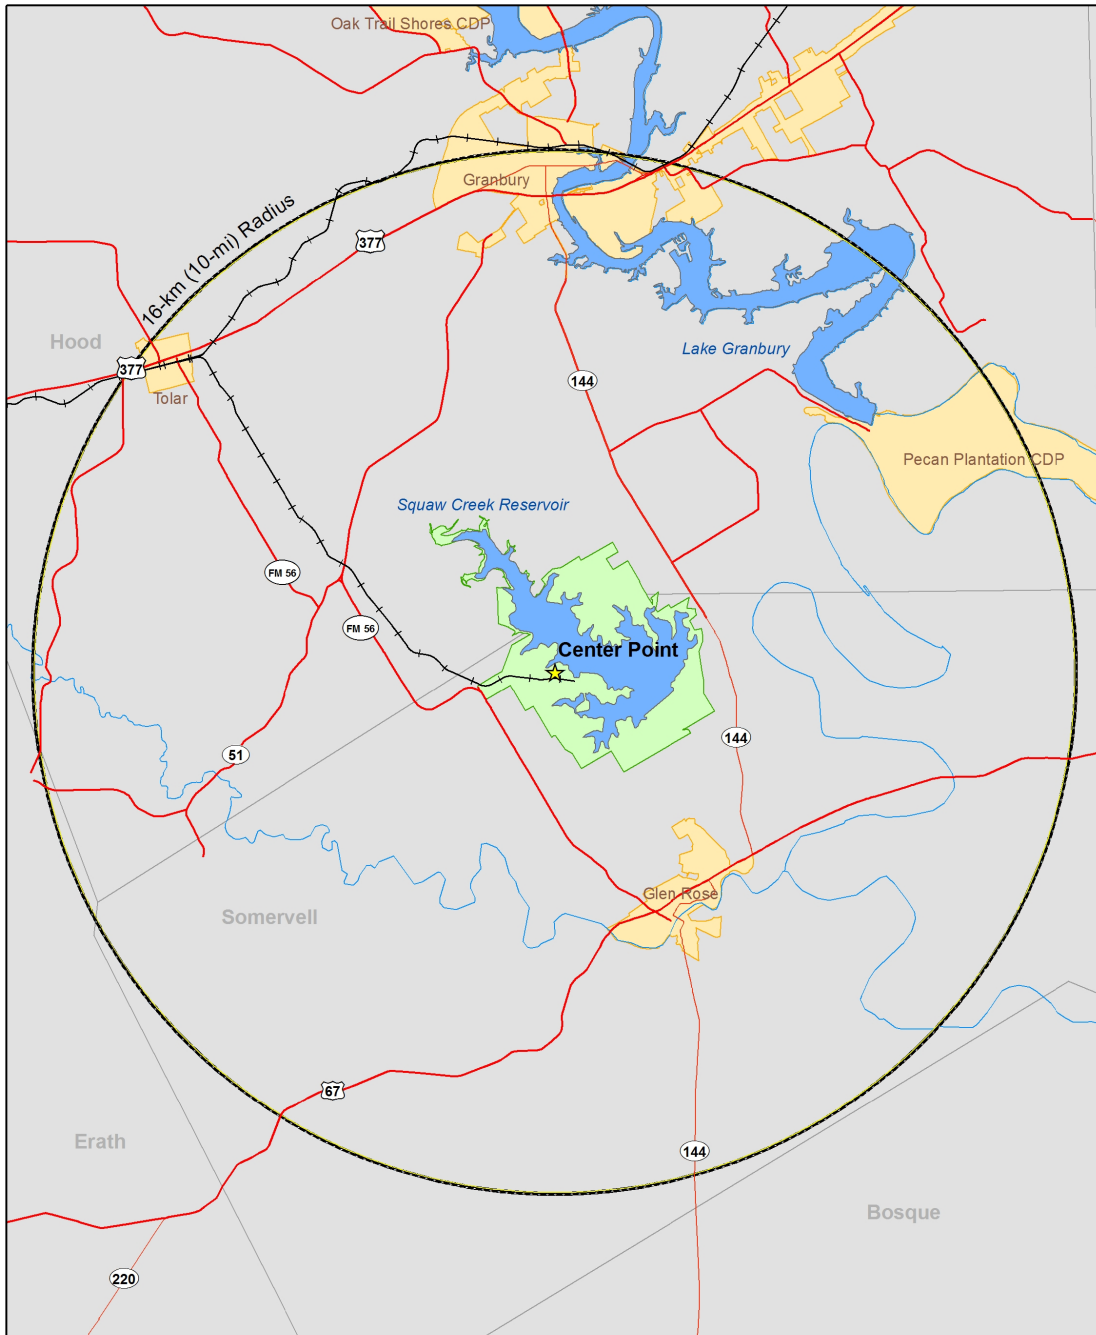 Oak Trail Shores CDP
Granbury
16-km (10-mi) Radius
377
Hood
Lake Granbury
377
144
Tolar
Pecan Plantation CDP
Squaw Creek Reservoir
FM 56
FM 56
Center Point
144
51
Glen Rose
Somervell
67
Erath
144
Bosque
220